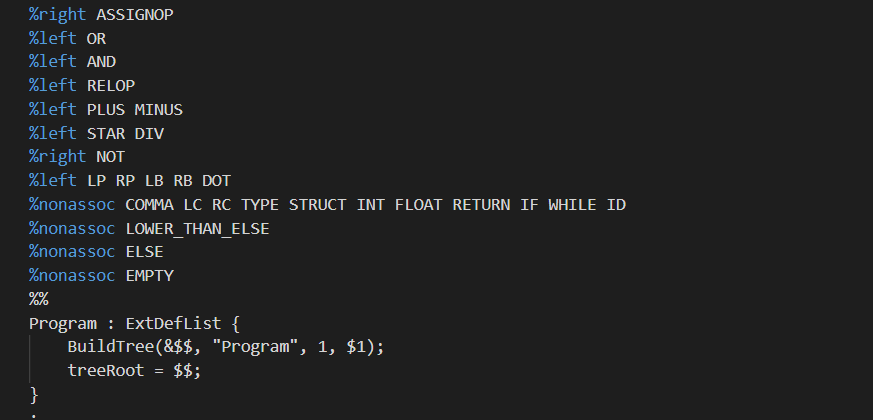 %right ASSIGNOP
%left OR
%left AND
%left RELOP
%left PLUS MINUS
%left STAR DIV
%right NOT
%left LP RP LB RB DOT
%nonassoc COMMA LC RC TYPE STRUCT INT FLOAT RETURN IF WHILE ID
%nonassoc LOWER_THAN_ELSE
%nonassoc ELSE
%nonassoc EMPTY
%%
Program : ExtDefList {
    BuildTree(&$$, "Program", 1, $1);
    treeRoot = $$;
}